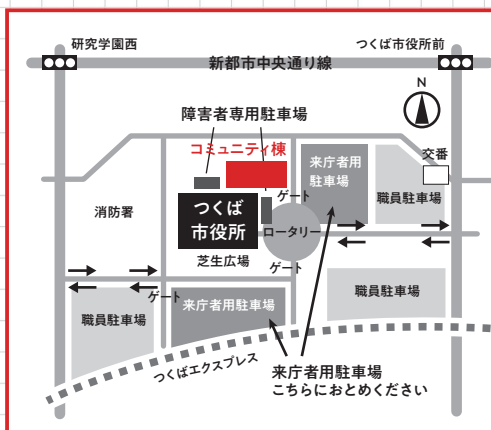 研究学園西
つくば市役所前
新都市中央通り線
N
障害者専用駐車場
コミュニティ棟
来庁者用
駐車場
交番
ゲート
職員駐車場
消防署
つくば
市役所
ロータリー
芝生広場
ゲート
ゲート
職員駐車場
来庁者用駐車場
職員駐車場
つくばエクスプレス
来庁者用駐車場
こちらにおとめください